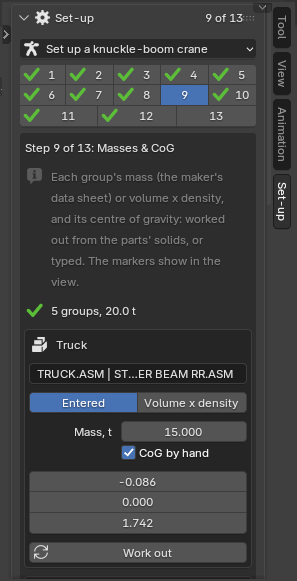 Set-up
9 of 13
Set up a knuckle-boom crane
1
2
3
4
5
6
7
8
9
10
11
12
13
Step 9 of 13: Masses & CoG
Each group's mass (the maker's
data sheet) or volume x density,
and its centre of gravity: worked
out from the parts' solids, or
typed. The markers show in the
view.
5 groups, 20.0 t
Truck
TRUCK.ASM | ST...ER BEAM RR.ASM
Entered
Volume x density
Mass, t
15.000
CoG by hand
-0.086
0.000
1.742
Work out
Tool
View
Animation
Set-up